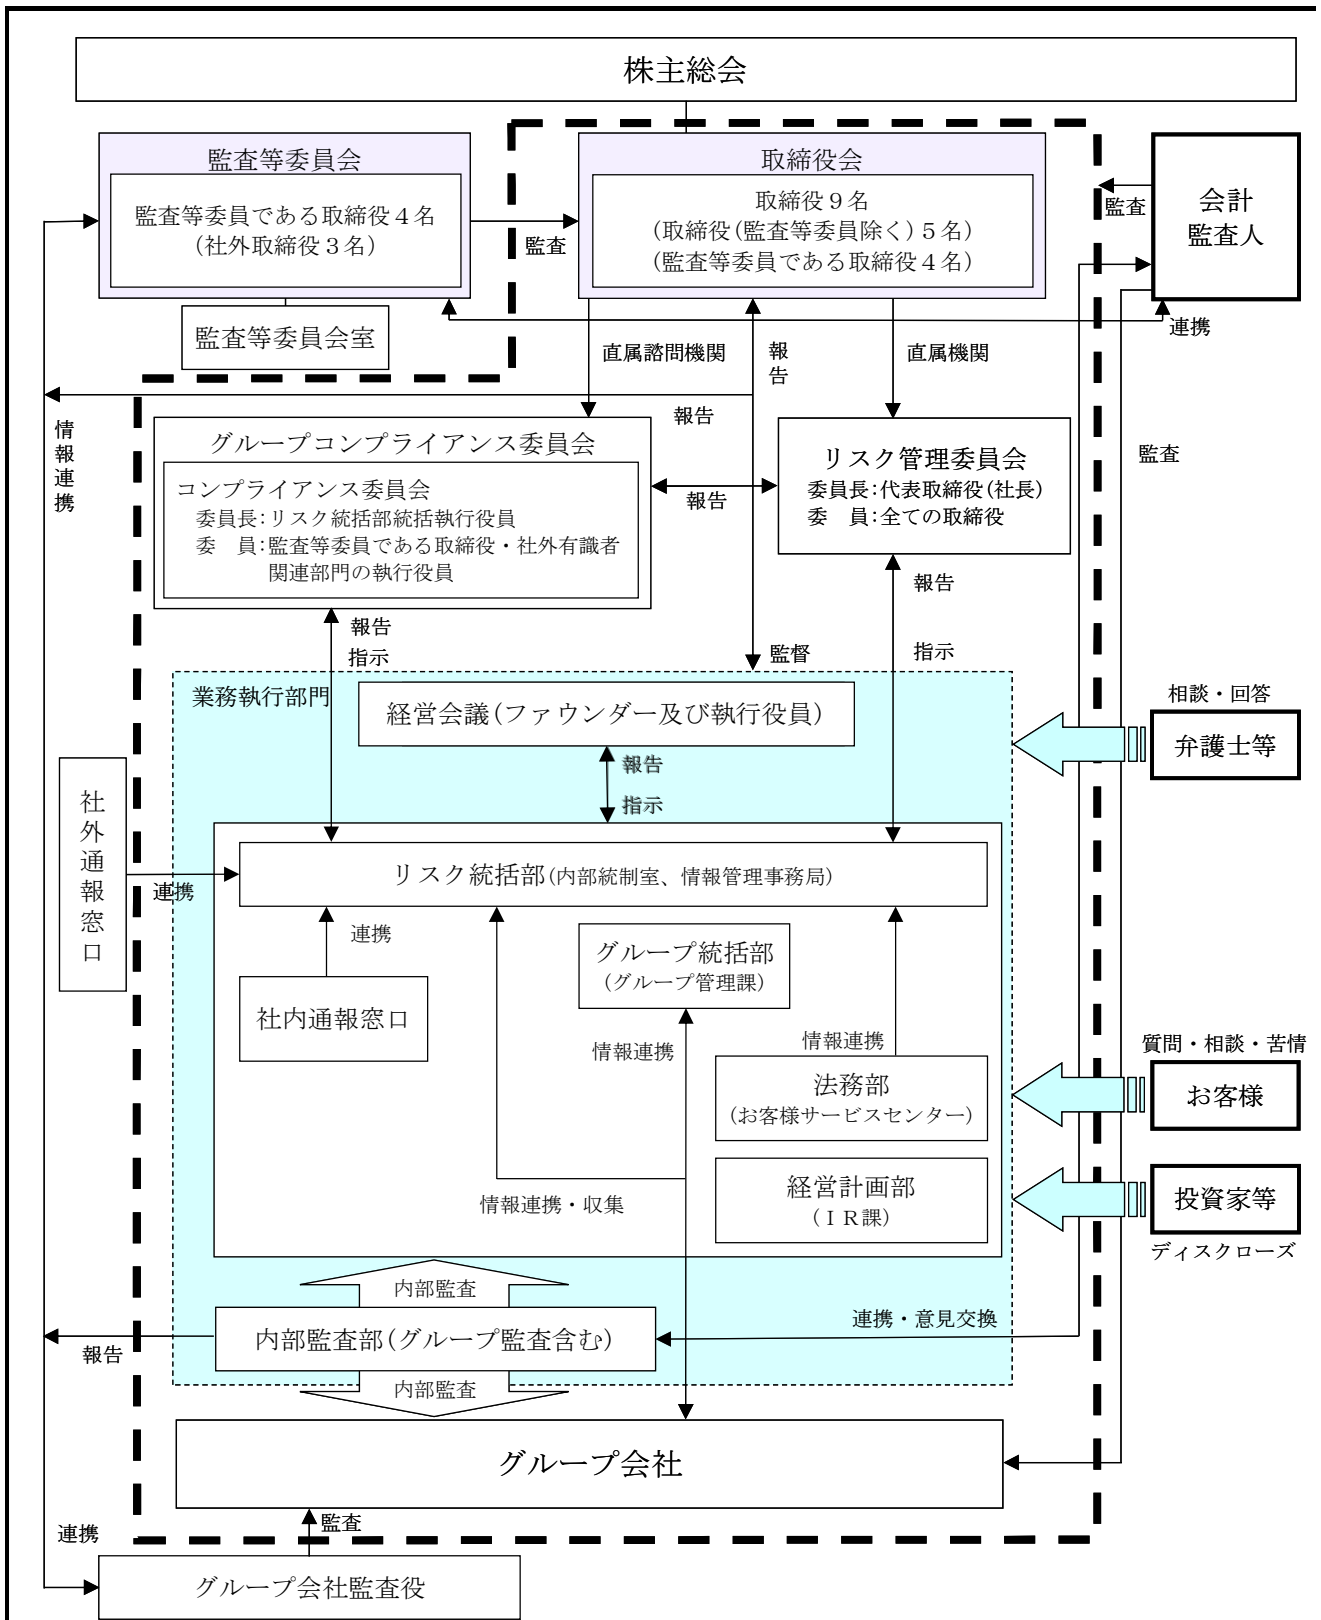 株主総会
監査等委員会
監査等委員である取締役４名
(社外取締役３名)
監査等委員会室
監査
取締役会
取締役９名
(取締役(監査等委員除く)５名)
(監査等委員である取締役４名)
監査
会計
監査人
連携
直属諮問機関
報告
直属機関
報告
情報連携
監査
グループコンプライアンス委員会
コンプライアンス委員会
委員長：リスク統括部統括執行役員
委　員：監査等委員である取締役・社外有識者
関連部門の執行役員
報告
リスク管理委員会
委員長：代表取締役(社長)
委　員：全ての取締役
報告
指示
監督
報告
指示
業務執行部門
経営会議(ファウンダー及び執行役員)
報告
指示
相談・回答
弁護士等
社外通報窓口
連携
リスク統括部(内部統制室、情報管理事務局)
連携
社内通報窓口
グループ統括部
(グループ管理課)
情報連携
情報連携
法務部
(お客様サービスセンター)
質問・相談・苦情
お客様
情報連携・収集
経営計画部
(ＩＲ課)
投資家等
ディスクローズ
内部監査
内部監査部(グループ監査含む)
連携・意見交換
報告
内部監査
グループ会社
監査
連携
グループ会社監査役